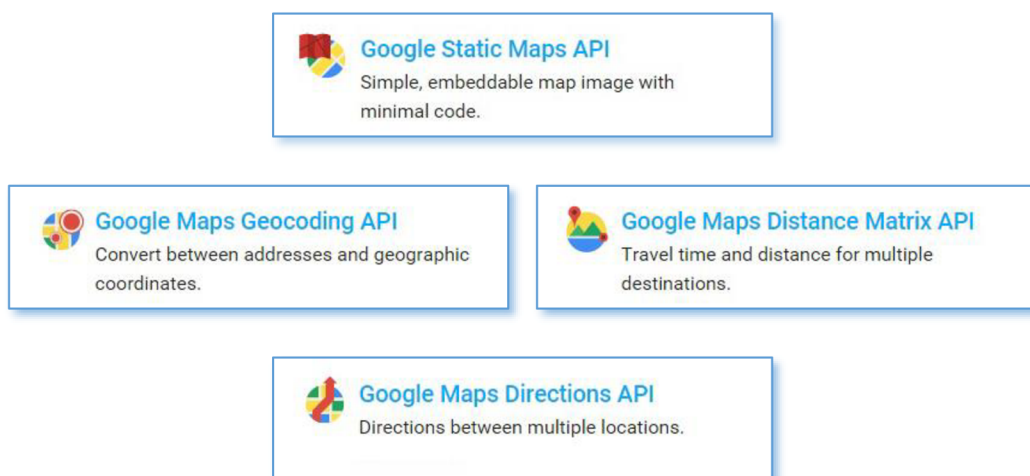 Google Static Maps API
Simple, embeddable map image with
minimal code.
Google Maps Geocoding API
Convert between addresses and geographic
coordinates.
Google Maps Distance Matrix API
Travel time and distance for multiple
destinations.
Google Maps Directions API
Directions between multiple locations.